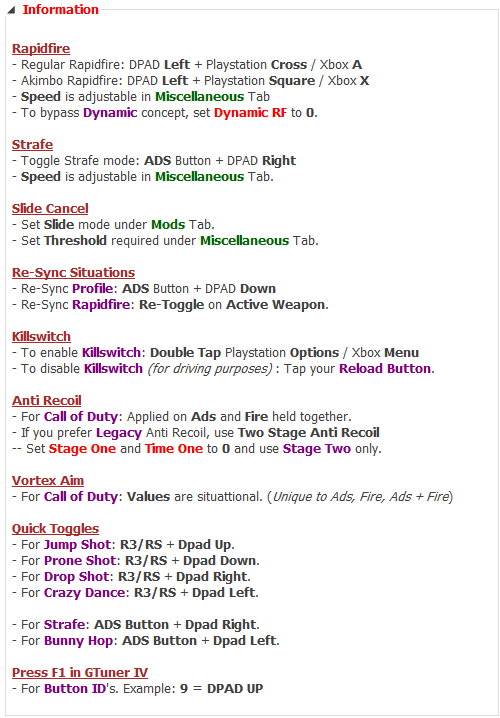 Information
Rapidfire
- Regular Rapidfire: DPAD Left + Playstation Cross / Xbox A
- Akimbo Rapidfire: DPAD Left + Playstation Square / Xbox X
- Speed is adjustable in Miscellaneous Tab
- To bypass Dynamic concept, set Dynamic RF to 0.
Strafe
- Toggle Strafe mode: ADS Button + DPAD Right
- Speed is adjustable in Miscellaneous Tab.
Slide Cancel
- Set Slide mode under Mods Tab.
- Set Threshold required under Miscellaneous Tab.
Re-Sync Situations
- Re-Sync Profile: ADS Button + DPAD Down
- Re-Sync Rapidfire: Re-Toggle on Active Weapon.
Killswitch
- To enable Killswitch: Double Tap Playstation Options / Xbox Menu
- To disable Killswitch (for driving purposes) : Tap your Reload Button.
Anti Recoil
- For Call of Duty: Applied on Ads and Fire held together.
- If you prefer Legacy Anti Recoil, use Two Stage Anti Recoil
-- Set Stage One and Time One to 0 and use Stage Two only.
Vortex Aim
- For Call of Duty: Values are situattional. (Unique to Ads, Fire, Ads + Fire)
Quick Toggles
- For Jump Shot: R3/RS + Dpad Up.
- For Prone Shot: R3/RS + Dpad Down.
- For Drop Shot: R3/RS + Dpad Right.
- For Crazy Dance: R3/RS + Dpad Left.
- For Strafe: ADS Button + Dpad Right.
- For Bunny Hop: ADS Button + Dpad Left.
Press F1 in GTuner IV
- For Button ID's. Example: 9 = DPAD UP